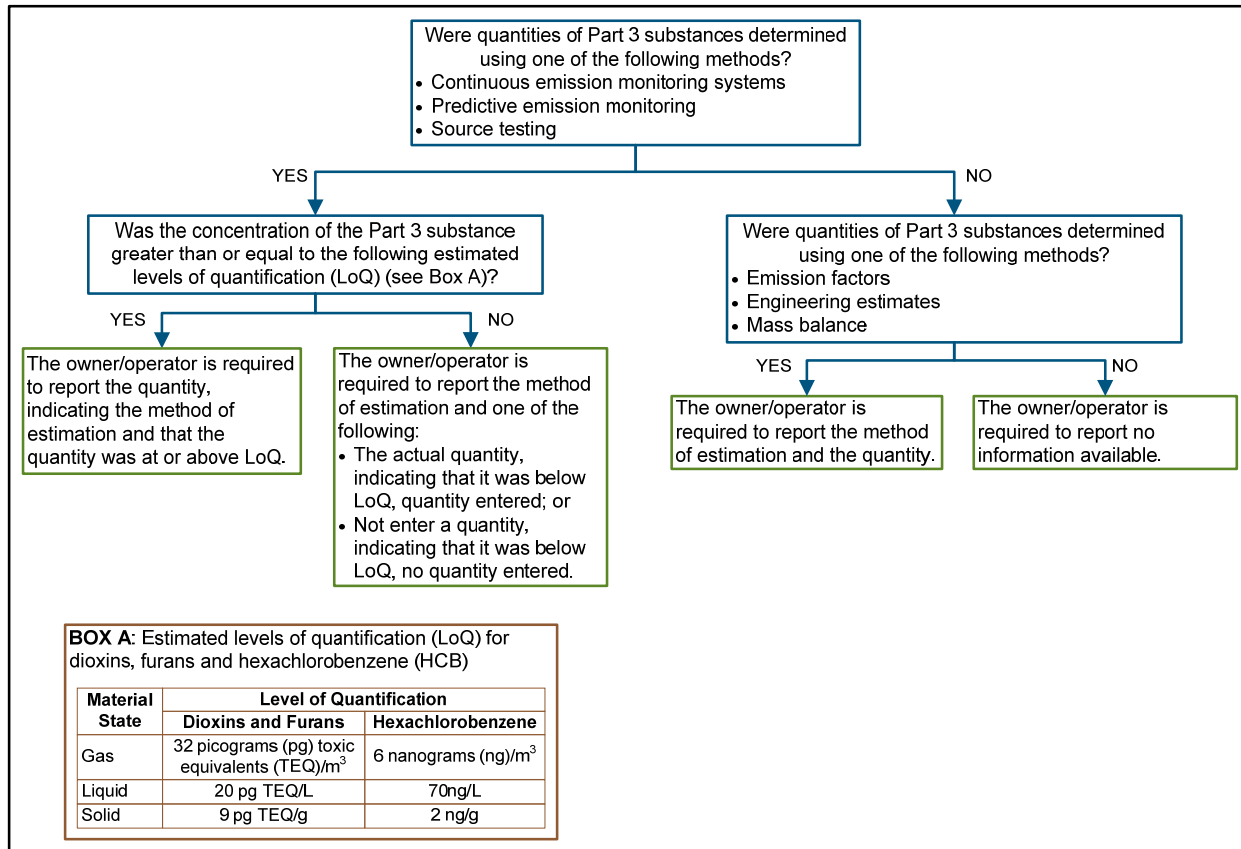 Were quantities of Part 3 substances determined
using one of the following methods?
• Continuous emission monitoring systems
• Predictive emission monitoring
• Source testing
YES
NO
Was the concentration of the Part 3 substance
greater than or equal to the following estimated
levels of quantification (LoQ) (see Box A)?
Were quantities of Part 3 substances determined
using one of the following methods?
• Emission factors
• Engineering estimates
• Mass balance
YES
NO
YES
NO
The owner/operator is required
to report the quantity,
indicating the method of
estimation and that the
quantity was at or above LoQ.
The owner/operator is
required to report the method
of estimation and one of the
following:
• The actual quantity,
indicating that it was below
LoQ, quantity entered; or
• Not enter a quantity,
indicating that it was below
LoQ, no quantity entered.
The owner/operator is
required to report the method
of estimation and the quantity.
The owner/operator is
required to report no
information available.
BOX A: Estimated levels of quantification (LoQ) for
dioxins, furans and hexachlorobenzene (HCB)
Material State Level of Quantification
Dioxins and Furans Hexachlorobenzene
Gas 32 picograms (pg) toxic equivalents (TEQ)/m³ 6 nanograms (ng)/m³
Liquid 20 pg TEQ/L 70ng/L
Solid 9 pg TEQ/g 2 ng/g